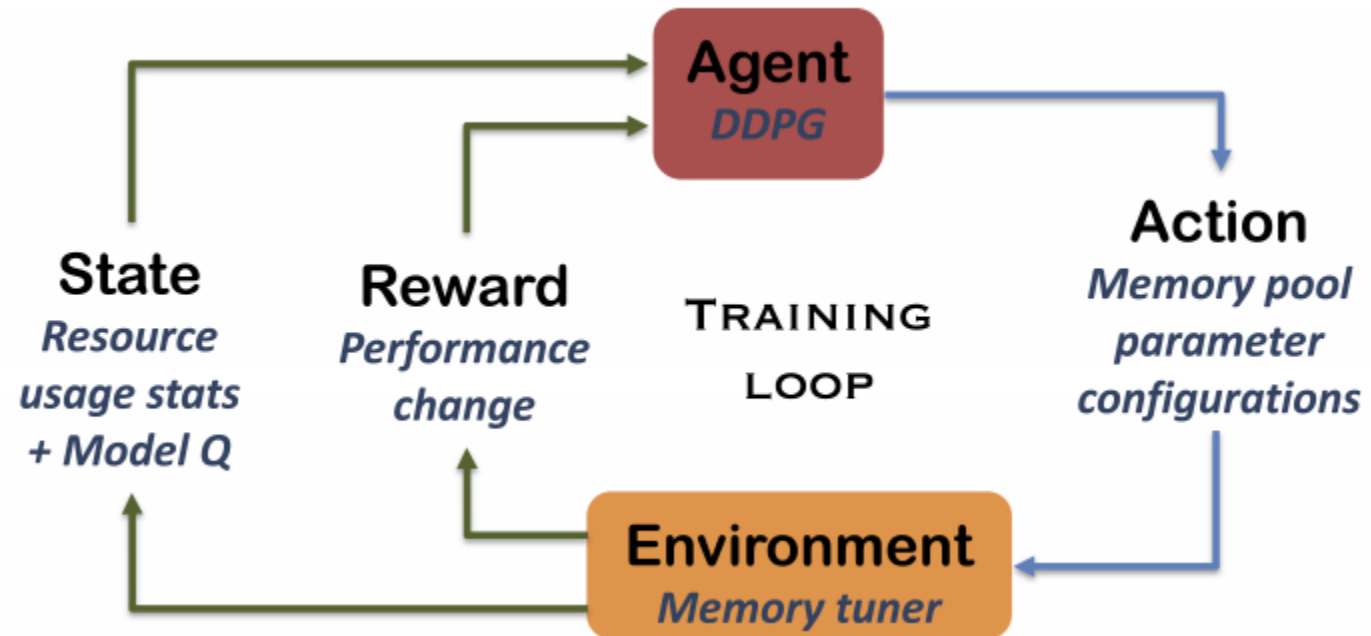 Agent
DDPG
State
Resource
usage stats
+ Model Q
Reward
Performance
change
TRAINING
LOOP
Action
Memory pool
parameter
configurations
Environment
Memory tuner